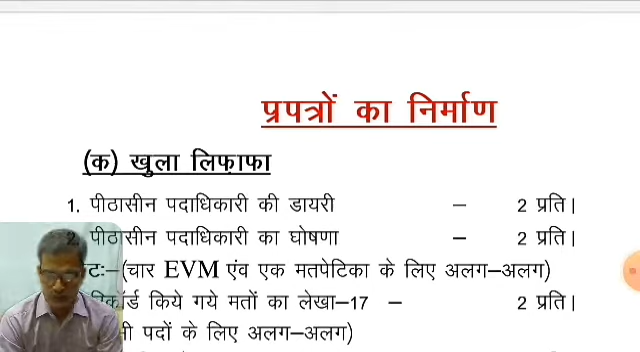 प्रपत्रों का निर्माण
(क) खुला लिफ़ाफा
1. पीठासीन पदाधिकारी की डायरी – 2 प्रति।
2. पीठासीन पदाधिकारी का घोषणा – 2 प्रति।
(चार EVM एंव एक मतपेटिका के लिए अलग–अलग)
किये गये मतों का लेखा–17 – 2 प्रति।
पदों के लिए अलग–अलग)